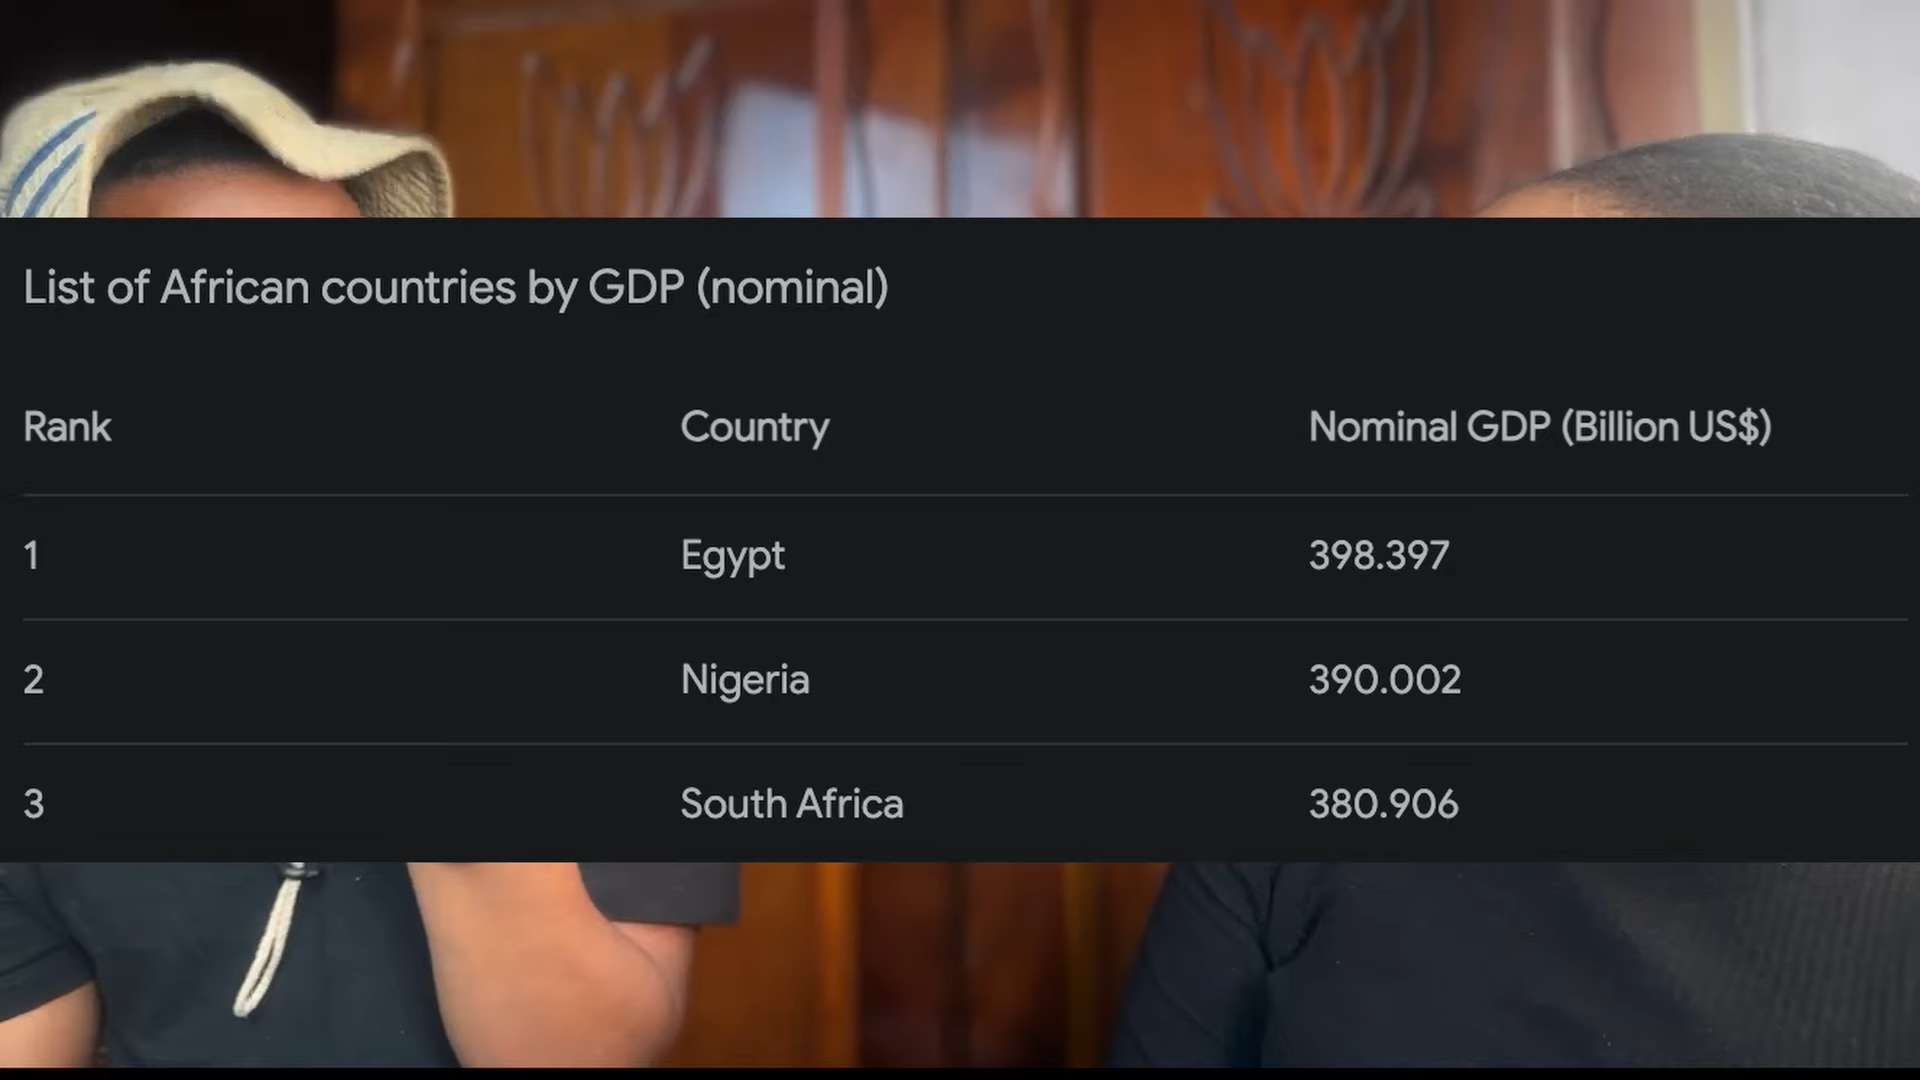 List of African countries by GDP (nominal)
Rank Country Nominal GDP (Billion US$)
1 Egypt 398.397
2 Nigeria 390.002
3 South Africa 380.906